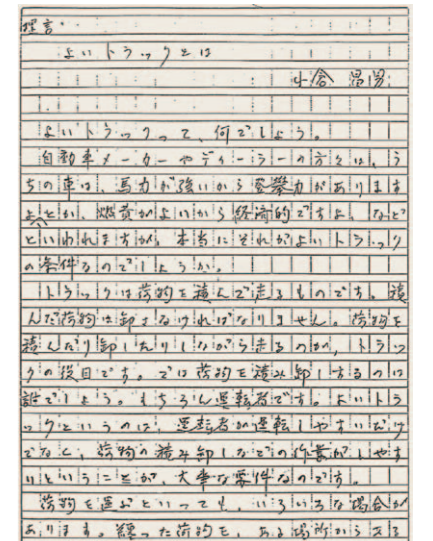 提言
よいトラックとは
小倉昌男
よいトラックって、何でしょう。
自動車メーカーやディーラーの方々は、う
ちの車は、馬力が強いから登攀力があります
よとか、燃費がよいから経済的ですよ、などと
といわれますが、本当にそれがよいトラック
の条件なのでしょうか。
トラックは荷物を積んで走るものです。積
んだ荷物は卸さなければなりません。荷物を
積んだり卸したりしながら走るのが、トラッ
クの役目です。では荷物を積み卸しするのは
誰でしょう。もちろん運転者です。よいトラ
ックというのは、運転者が運転しやすいだけ
でなく、荷物の積み卸しなどの作業がしやす
いということが、大事な要件なのです。
荷物を運ぶといっても、いろいろな場合が
あります。纏った荷物を、ある場所からある